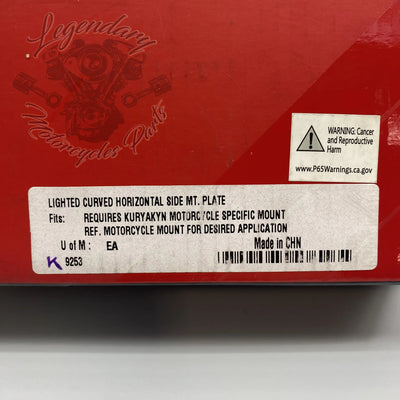 Legendary
Motorcycles Parts
WARNING: Cancer
and Reproductive
Harm
www.P65Warnings.ca.gov
LIGHTED CURVED HORIZONTAL SIDE MT. PLATE
Fits: REQUIRES KURYAKYN MOTORCYCLE SPECIFIC MOUNT
REF. MOTORCYCLE MOUNT FOR DESIRED APPLICATION
U of M: EA Made in CHN
K 9253